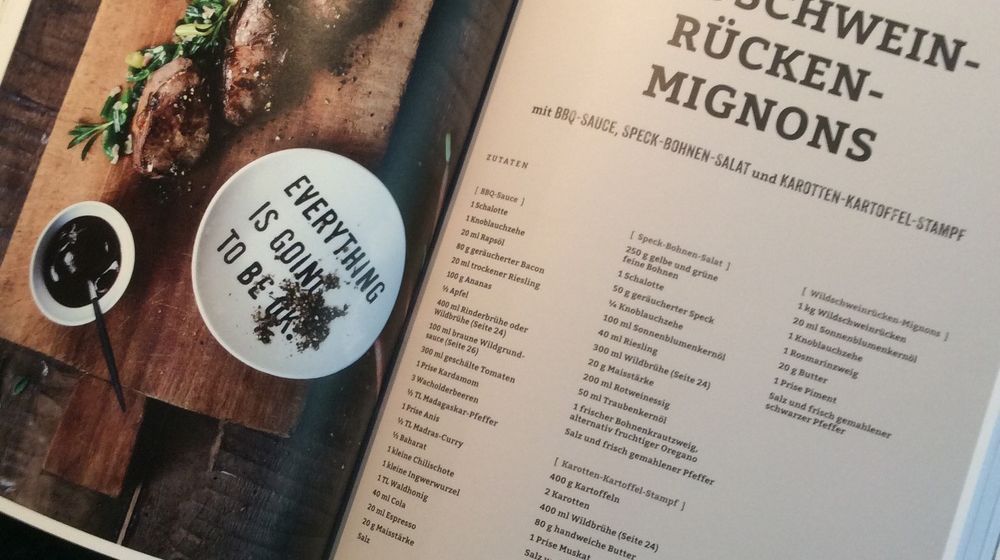 EVERYTHING
IS GOING
TO BE OK.
SCHWEIN-
RÜCKEN-
MIGNONS
mit BBQ-SAUCE, SPECK-BOHNEN-SALAT und KAROTTEN-KARTOFFEL-STAMPF
ZUTATEN
[ BBQ-Sauce ]
1 Schalotte
1 Knoblauchzehe
20 ml Rapsöl
80 g geräucherter Bacon
20 ml trockener Riesling
100 g Ananas
½ Apfel
400 ml Rinderbrühe oder
Wildbrühe (Seite 24)
100 ml braune Wildgrund-
sauce (Seite 26)
300 ml geschälte Tomaten
1 Prise Kardamom
3 Wacholderbeeren
½ TL Madagaskar-Pfeffer
1 Prise Anis
½ TL Madras-Curry
½ Babarat
1 kleine Chilischote
1 kleine Ingwerwurzel
1 TL Waldhonig
40 ml Cola
20 ml Espresso
20 g Maisstärke
Salz
[ Speck-Bohnen-Salat ]
250 g gelbe und grüne
feine Bohnen
1 Schalotte
50 g geräucherter Speck
¼ Knoblauchzehe
100 ml Sonnenblumenkernöl
40 ml Riesling
300 ml Wildbrühe (Seite 24)
20 g Maisstärke
200 ml Rotweinessig
50 ml Traubenkernöl
1 frischer Bohnenkrautzweig,
alternativ fruchtiger Oregano
Salz und frisch gemahlener Pfeffer
[ Karotten-Kartoffel-Stampf ]
400 g Kartoffeln
2 Karotten
400 ml Wildbrühe (Seite 24)
80 g handweiche Butter
1 Prise Muskat
Salz
[ Wildschweinrücken-Mignons ]
1 kg Wildschweinrücken
20 ml Sonnenblumenkernöl
1 Knoblauchzehe
1 Rosmarinzweig
20 g Butter
1 Prise Piment
Salz und frisch gemahlener
schwarzer Pfeffer